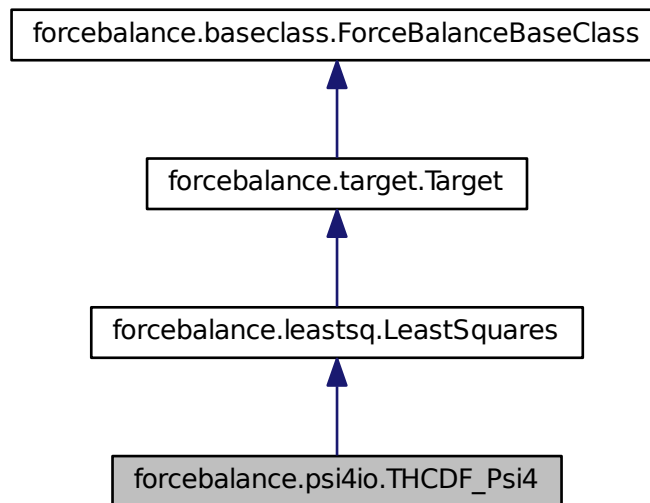 forcebalance.baseclass.ForceBalanceBaseClass
forcebalance.target.Target
forcebalance.leastsq.LeastSquares
forcebalance.psi4io.THCDF_Psi4